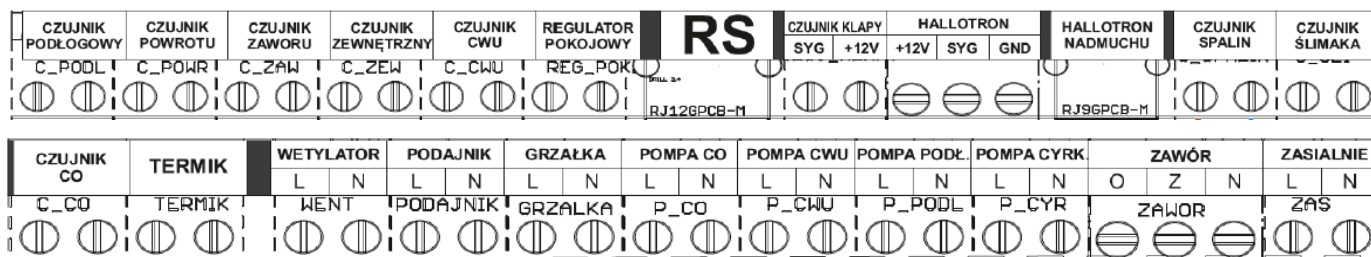 CZUJNIK PODŁOGOWY CZUJNIK POWROTU CZUJNIK ZAWORU CZUJNIK ZEWNĘTRZNY CZUJNIK CWU REGULATOR POKOJOWY RS CZUJNIK KLAPY HALLOTRON HALLOTRON NADMUCHU CZUJNIK SPALIN CZUJNIK ŚLIMAKA
SYG +12V +12V SYG GND
C_PODL C_POWR C_ZAW C_ZEW C_CWU REG_POK
RJ12GPCB-M RJ9GPCB-M
CZUJNIK CO TERMIK WETYLATOR PODAJNIK GRZAŁKA POMPA CO POMPA CWU POMPA PODŁ. POMPA CYRK. ZAWÓR ZASIALNIE
L N L N L N L N L N L N L N O Z N L N
C_CO TERMIK WENT PODAJNIK GRZALKA P_CO P_CWU P_PODL P_CYR ZAWOR ZAS